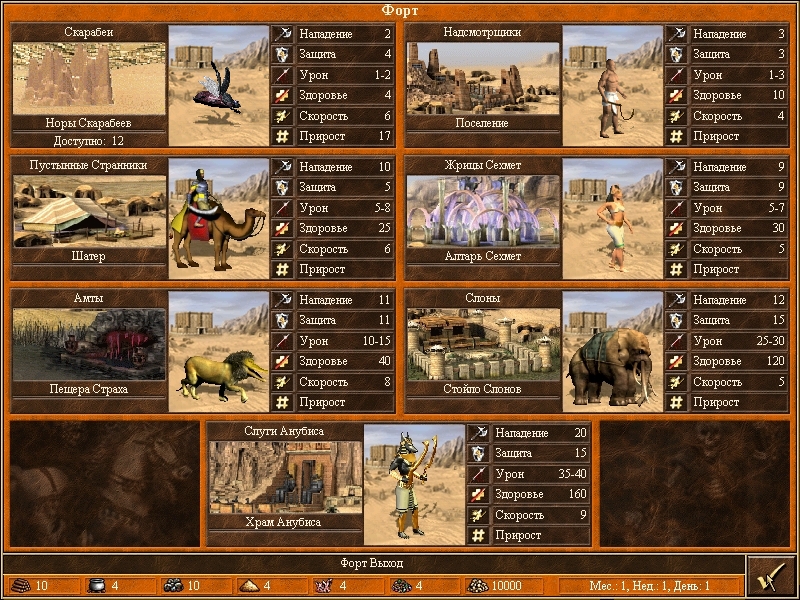 Форт
Скарабеи
Норы Скарабеев
Доступно: 12
Нападение 2
Защита 4
Урон 1-2
Здоровье 4
Скорость 6
Прирост 17
Надсмотрщики
Поселение
Нападение 3
Защита 3
Урон 1-3
Здоровье 10
Скорость 4
Прирост
Пустынные Странники
Шатер
Нападение 10
Защита 5
Урон 5-8
Здоровье 25
Скорость 6
Прирост
Жрицы Сехмет
Алтарь Сехмет
Нападение 9
Защита 9
Урон 5-7
Здоровье 30
Скорость 5
Прирост
Амты
Пещера Страха
Нападение 11
Защита 11
Урон 10-15
Здоровье 40
Скорость 8
Прирост
Слоны
Стойло Слонов
Нападение 12
Защита 15
Урон 25-30
Здоровье 120
Скорость 5
Прирост
Слуги Анубиса
Храм Анубиса
Нападение 20
Защита 15
Урон 35-40
Здоровье 160
Скорость 9
Прирост
Форт Выход
10 4 10 4 4 4 10000 Мес.: 1, Нед.: 1, День: 1